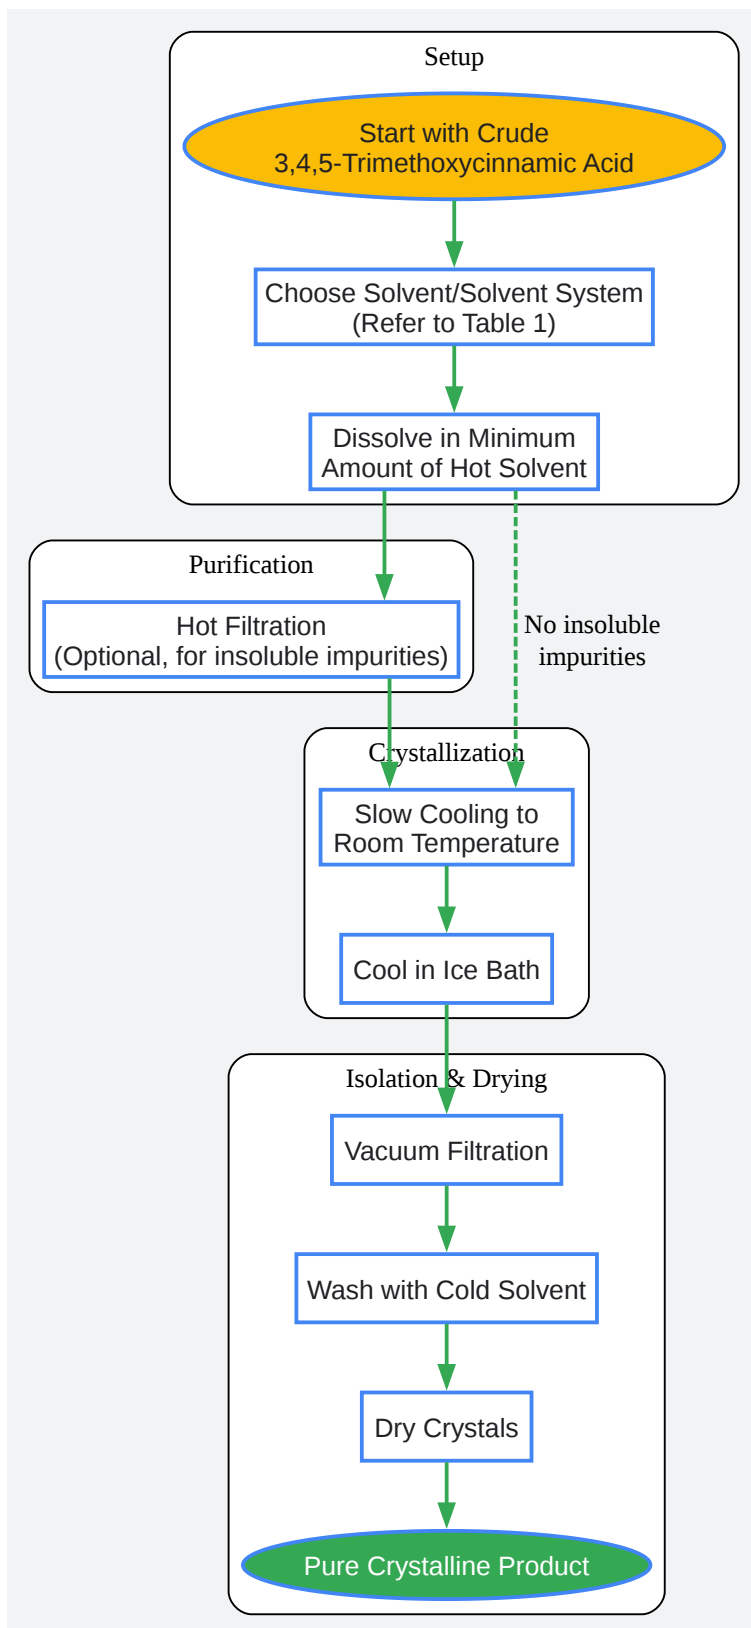 Setup
Start with Crude
3,4,5-Trimethoxycinnamic Acid
Choose Solvent/Solvent System
(Refer to Table 1)
Dissolve in Minimum
Amount of Hot Solvent
Purification
Hot Filtration
(Optional, for insoluble impurities)
No insoluble
impurities
Crystallization
Slow Cooling to
Room Temperature
Cool in Ice Bath
Isolation & Drying
Vacuum Filtration
Wash with Cold Solvent
Dry Crystals
Pure Crystalline Product